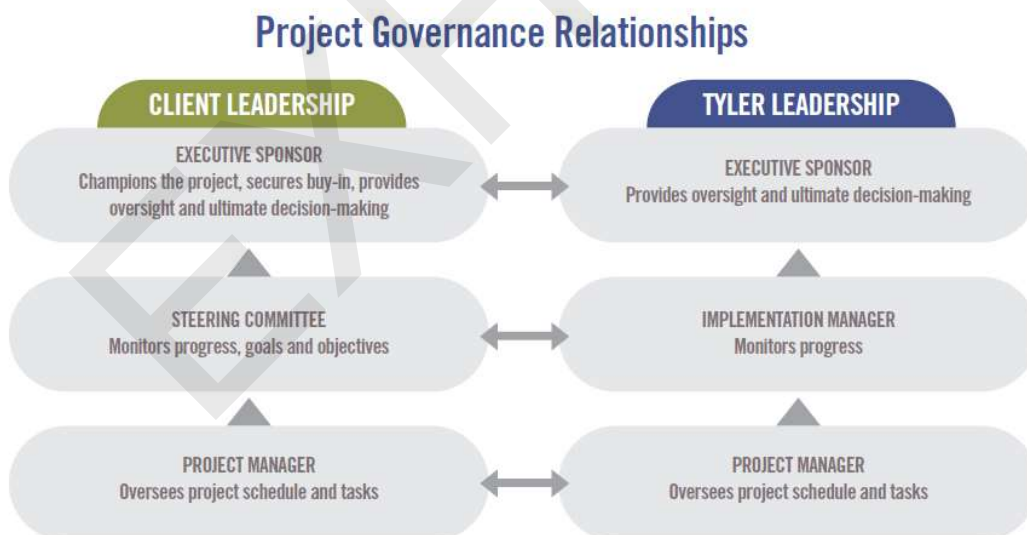 Project Governance Relationships
CLIENT LEADERSHIP
EXECUTIVE SPONSOR
Champions the project, secures buy-in, provides
oversight and ultimate decision-making
STEERING COMMITTEE
Monitors progress, goals and objectives
PROJECT MANAGER
Oversees project schedule and tasks
TYLER LEADERSHIP
EXECUTIVE SPONSOR
Provides oversight and ultimate decision-making
IMPLEMENTATION MANAGER
Monitors progress
PROJECT MANAGER
Oversees project schedule and tasks